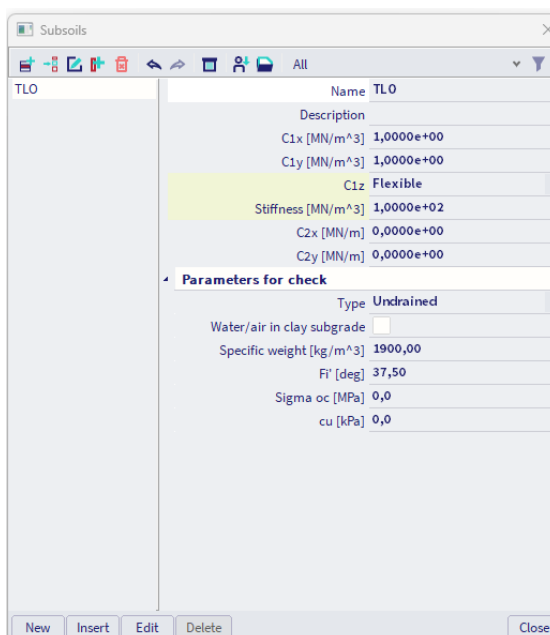 Subsoils
All
TLO
Name TLO
Description
C1x [MN/m^3] 1,0000e+00
C1y [MN/m^3] 1,0000e+00
C1z Flexible
Stiffness [MN/m^3] 1,0000e+02
C2x [MN/m] 0,0000e+00
C2y [MN/m] 0,0000e+00
Parameters for check
Type Undrained
Water/air in clay subgrade
Specific weight [kg/m^3] 1900,00
Fi' [deg] 37,50
Sigma oc [MPa] 0,0
cu [kPa] 0,0
New Insert Edit Delete Close